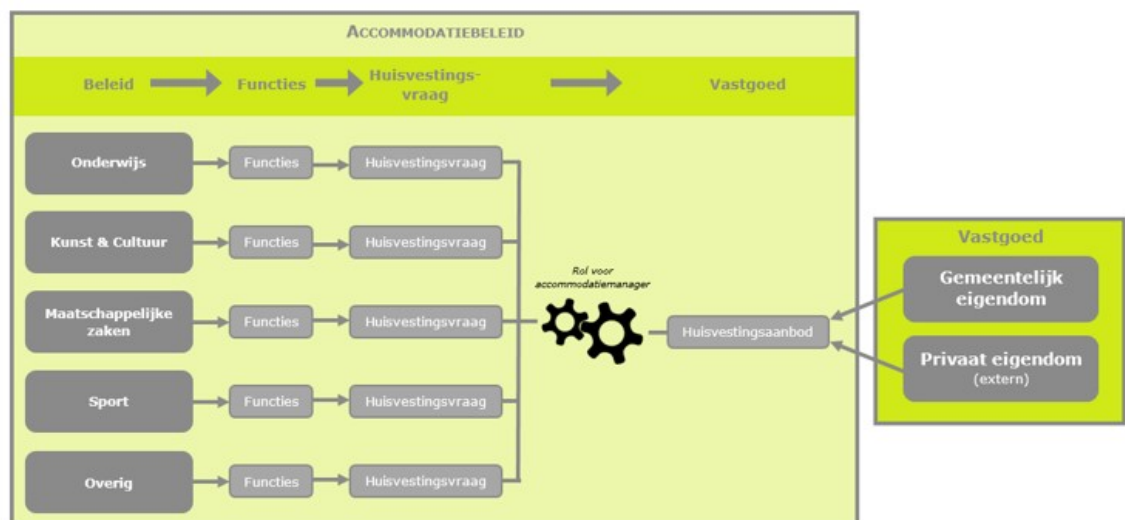 ACCOMMODATIEBELEID
Beleid
Functies
Huisvestings-
vraag
Vastgoed
Onderwijs
Functies
Huisvestingsvraag
Kunst & Cultuur
Functies
Huisvestingsvraag
Maatschappelijke
zaken
Functies
Huisvestingsvraag
Sport
Functies
Huisvestingsvraag
Overig
Functies
Huisvestingsvraag
Rol voor
accommodatiemanager
Huisvestingsaanbod
Vastgoed
Gemeentelijk
eigendom
Privaat eigendom
(extern)